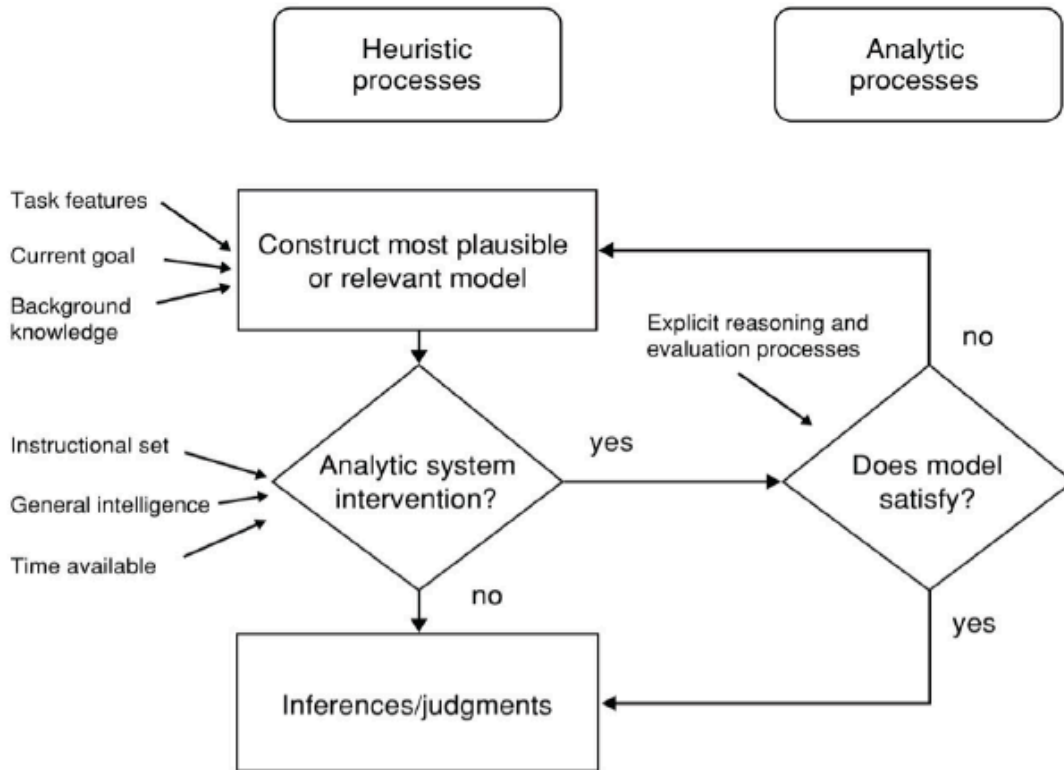 Heuristic
processes
Analytic
processes
Task features
Current goal
Background
knowledge
Construct most plausible
or relevant model
Explicit reasoning and
evaluation processes
no
Instructional set
General intelligence
Time available
Analytic system
intervention?
yes
Does model
satisfy?
no
yes
Inferences/judgments